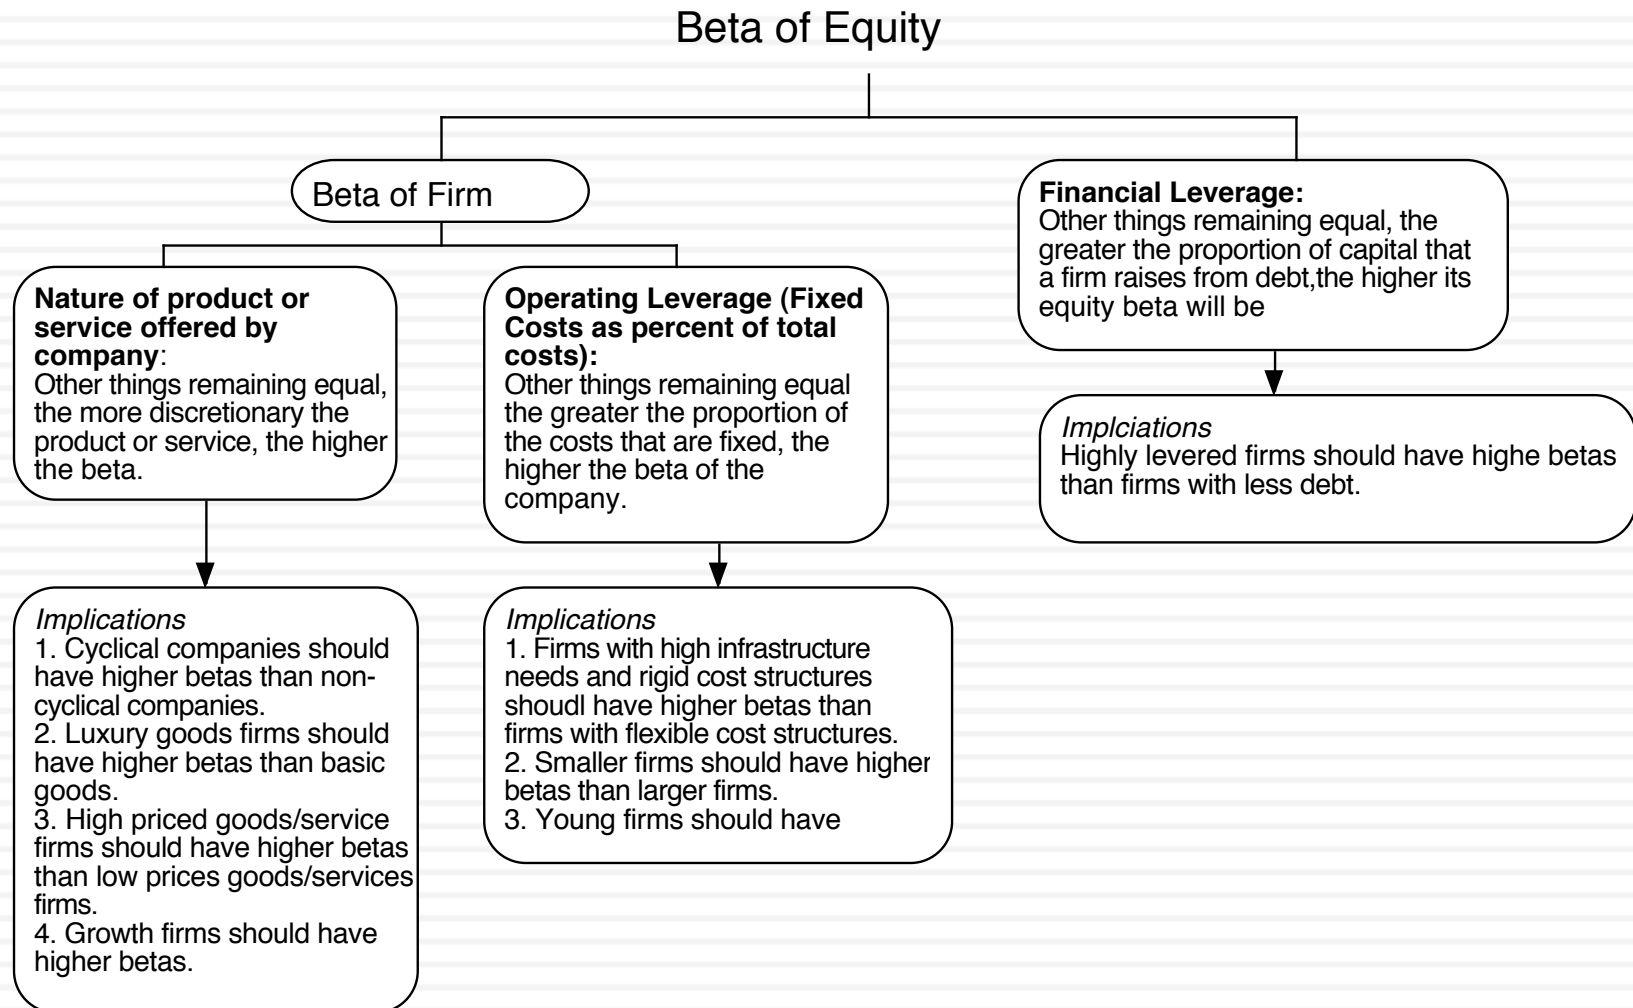 Beta of Equity
Beta of Firm
Financial Leverage:
Other things remaining equal, the
greater the proportion of capital that
a firm raises from debt,the higher its
equity beta will be
Nature of product or
service offered by
company:
Other things remaining equal,
the more discretionary the
product or service, the higher
the beta.
Operating Leverage (Fixed
Costs as percent of total
costs):
Other things remaining equal
the greater the proportion of
the costs that are fixed, the
higher the beta of the
company.
Implciations
Highly levered firms should have highe betas
than firms with less debt.
Implications
1. Cyclical companies should
have higher betas than non-
cyclical companies.
2. Luxury goods firms should
have higher betas than basic
goods.
3. High priced goods/service
firms should have higher betas
than low prices goods/services
firms.
4. Growth firms should have
higher betas.
Implications
1. Firms with high infrastructure
needs and rigid cost structures
shoudl have higher betas than
firms with flexible cost structures.
2. Smaller firms should have higher
betas than larger firms.
3. Young firms should have